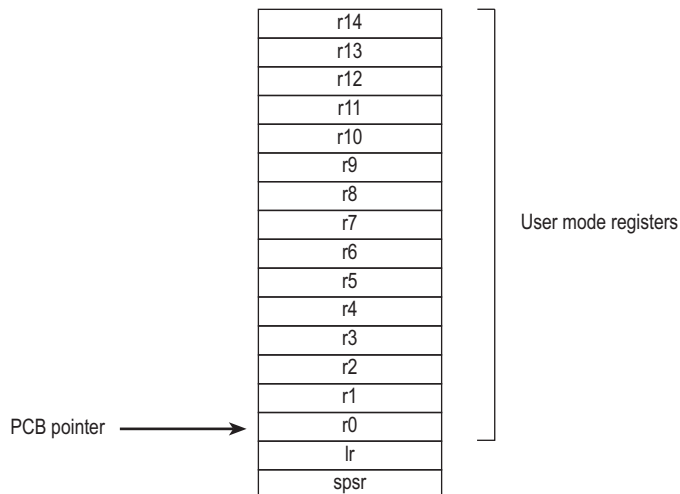 r14
r13
r12
r11
r10
r9
r8
r7
User mode registers
r6
r5
r4
r3
r2
r1
PCB pointer
r0
lr
spsr